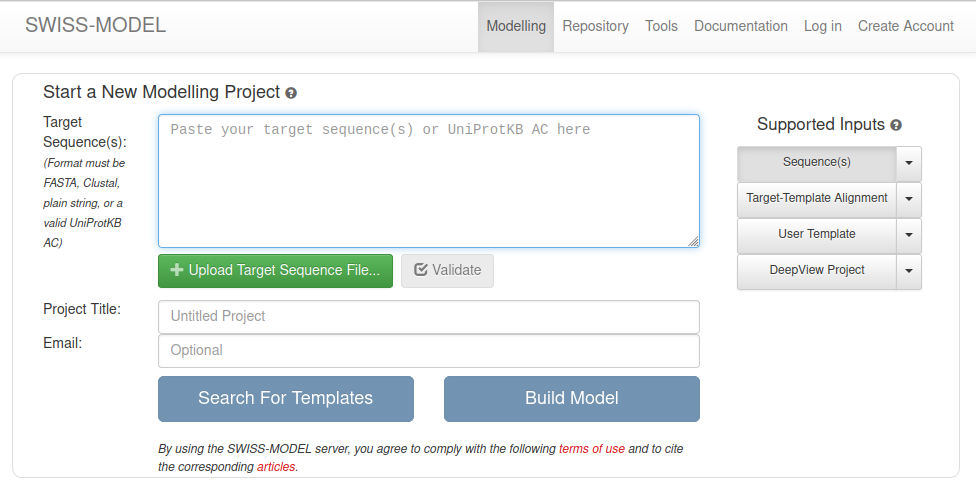 SWISS-MODEL
Modelling Repository Tools Documentation Log in Create Account
Start a New Modelling Project
Target
Sequence(s):
(Format must be
FASTA, Clustal,
plain string, or a
valid UniProtKB
AC)
Paste your target sequence(s) or UniProtKB AC here
Upload Target Sequence File...
Validate
Project Title:
Untitled Project
Email:
Optional
Search For Templates
Build Model
By using the SWISS-MODEL server, you agree to comply with the following terms of use and to cite
the corresponding articles.
Supported Inputs
Sequence(s)
Target-Template Alignment
User Template
DeepView Project